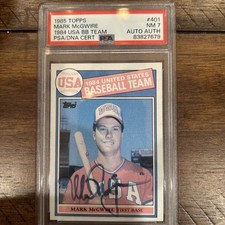 1985 TOPPS #401
MARK McGWIRE NM 7
1984 USA BB TEAM AUTO AUTH
PSA/DNA CERT 63827679
USA
1984 UNITED STATES
BASEBALL TEAM
Topps
A
MARK McGWIRE FIRST BASE